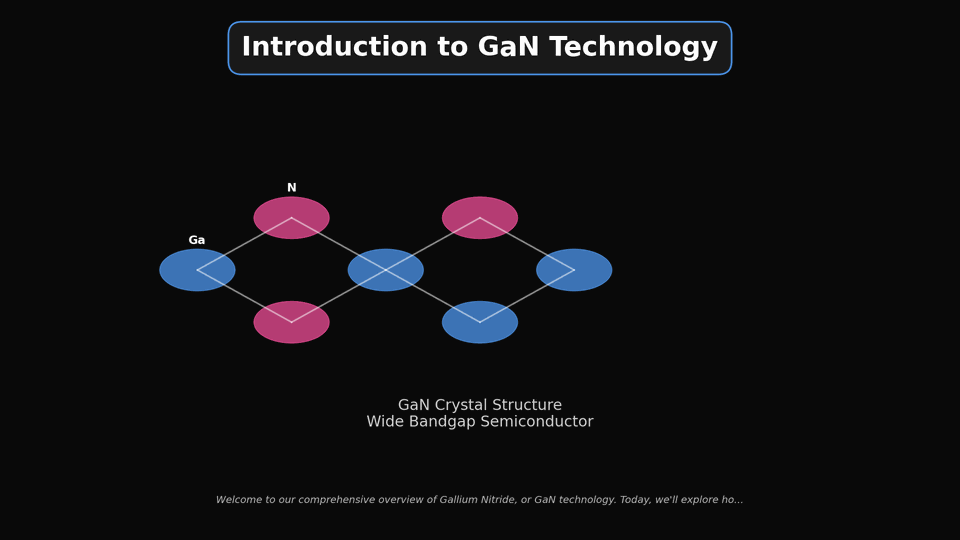 Introduction to GaN Technology
N
Ga
GaN Crystal Structure
Wide Bandgap Semiconductor
Welcome to our comprehensive overview of Gallium Nitride, or GaN technology. Today, we'll explore ho...